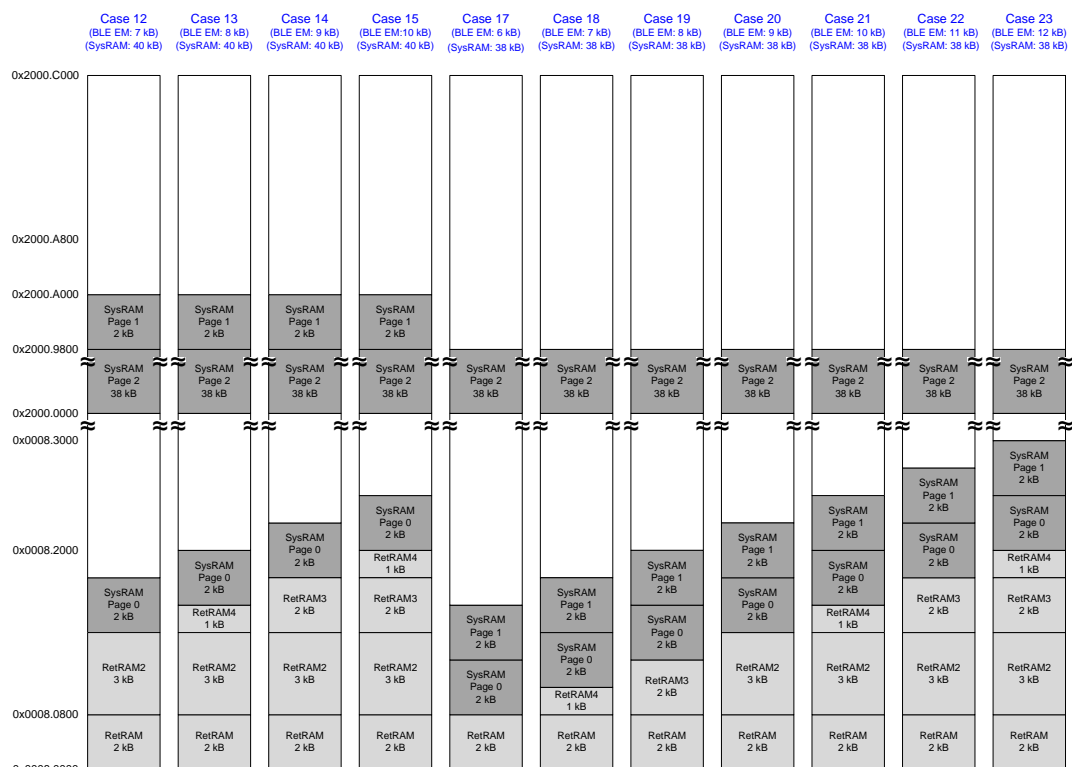 Case 12 Case 13 Case 14 Case 15 Case 17 Case 18 Case 19 Case 20 Case 21 Case 22 Case 23
(BLE EM: 7 kB) (BLE EM: 8 kB) (BLE EM: 9 kB) (BLE EM:10 kB) (BLE EM: 6 kB) (BLE EM: 7 kB) (BLE EM: 8 kB) (BLE EM: 9 kB) (BLE EM: 10 kB) (BLE EM: 11 kB) (BLE EM: 12 kB)
(SysRAM: 40 kB) (SysRAM: 40 kB) (SysRAM: 40 kB) (SysRAM: 40 kB) (SysRAM: 38 kB) (SysRAM: 38 kB) (SysRAM: 38 kB) (SysRAM: 38 kB) (SysRAM: 38 kB) (SysRAM: 38 kB) (SysRAM: 38 kB)
0x2000.C000
0x2000.A800
0x2000.A000
SysRAM SysRAM SysRAM SysRAM
Page 1 Page 1 Page 1 Page 1
2 kB 2 kB 2 kB 2 kB
0x2000.9800
SysRAM SysRAM SysRAM SysRAM SysRAM SysRAM SysRAM SysRAM SysRAM SysRAM SysRAM
Page 2 Page 2 Page 2 Page 2 Page 2 Page 2 Page 2 Page 2 Page 2 Page 2 Page 2
38 kB 38 kB 38 kB 38 kB 38 kB 38 kB 38 kB 38 kB 38 kB 38 kB 38 kB
0x2000.0000
0x0008.3000
SysRAM
Page 1
2 kB
SysRAM
Page 1
2 kB
SysRAM SysRAM SysRAM
Page 0 Page 1 Page 0
2 kB 2 kB 2 kB
SysRAM SysRAM SysRAM
Page 0 Page 1 Page 0
2 kB 2 kB 2 kB
0x0008.2000
RetRAM4 RetRAM4
1 kB 1 kB
SysRAM SysRAM SysRAM
Page 0 Page 1 Page 0
2 kB 2 kB 2 kB
SysRAM SysRAM SysRAM
Page 0 Page 1 Page 0
2 kB 2 kB 2 kB
RetRAM3 RetRAM3 RetRAM3 RetRAM3
2 kB 2 kB 2 kB 2 kB
RetRAM4 RetRAM4
1 kB 1 kB
SysRAM SysRAM
Page 1 Page 0
2 kB 2 kB
SysRAM
Page 0
2 kB
RetRAM2 RetRAM2 RetRAM2 RetRAM2 RetRAM2 RetRAM2 RetRAM2 RetRAM2
3 kB 3 kB 3 kB 3 kB 3 kB 3 kB 3 kB 3 kB
SysRAM
Page 0
2 kB
RetRAM3
2 kB
RetRAM4
1 kB
0x0008.0800
RetRAM RetRAM RetRAM RetRAM RetRAM RetRAM RetRAM RetRAM RetRAM RetRAM RetRAM
2 kB 2 kB 2 kB 2 kB 2 kB 2 kB 2 kB 2 kB 2 kB 2 kB 2 kB